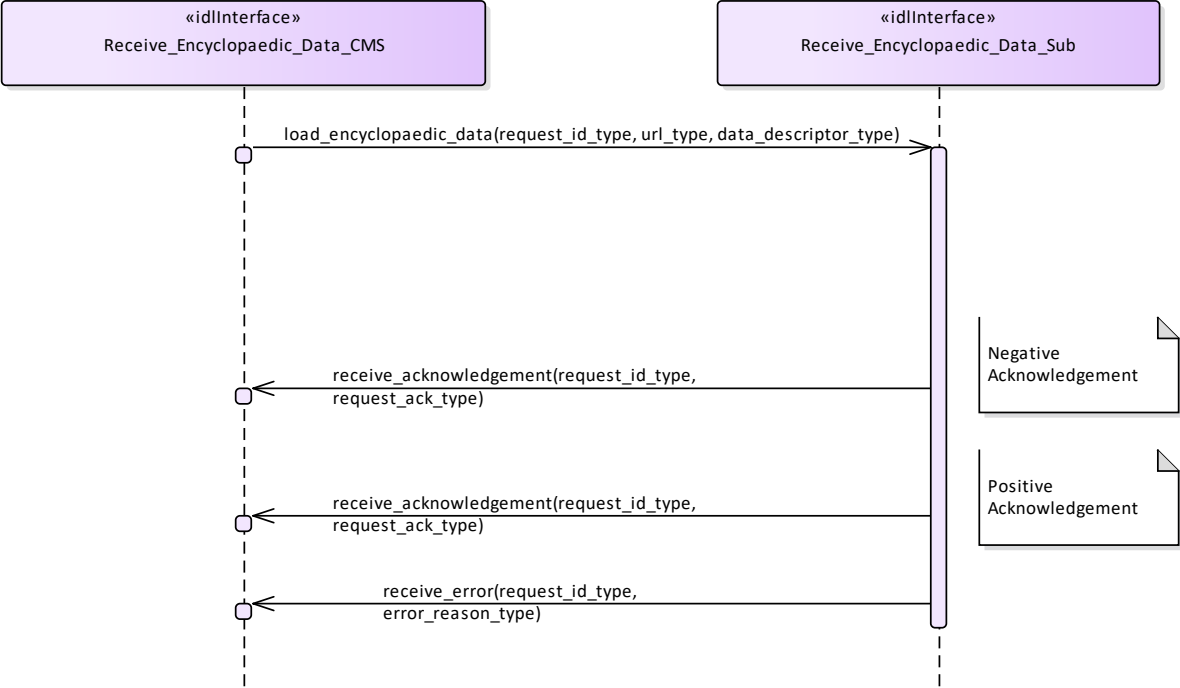 «idlInterface»
Receive_Encyclopaedic_Data_CMS
«idlInterface»
Receive_Encyclopaedic_Data_Sub
load_encyclopaedic_data(request_id_type, url_type, data_descriptor_type)
Negative
Acknowledgement
receive_acknowledgement(request_id_type,
request_ack_type)
Positive
Acknowledgement
receive_acknowledgement(request_id_type,
request_ack_type)
receive_error(request_id_type,
error_reason_type)